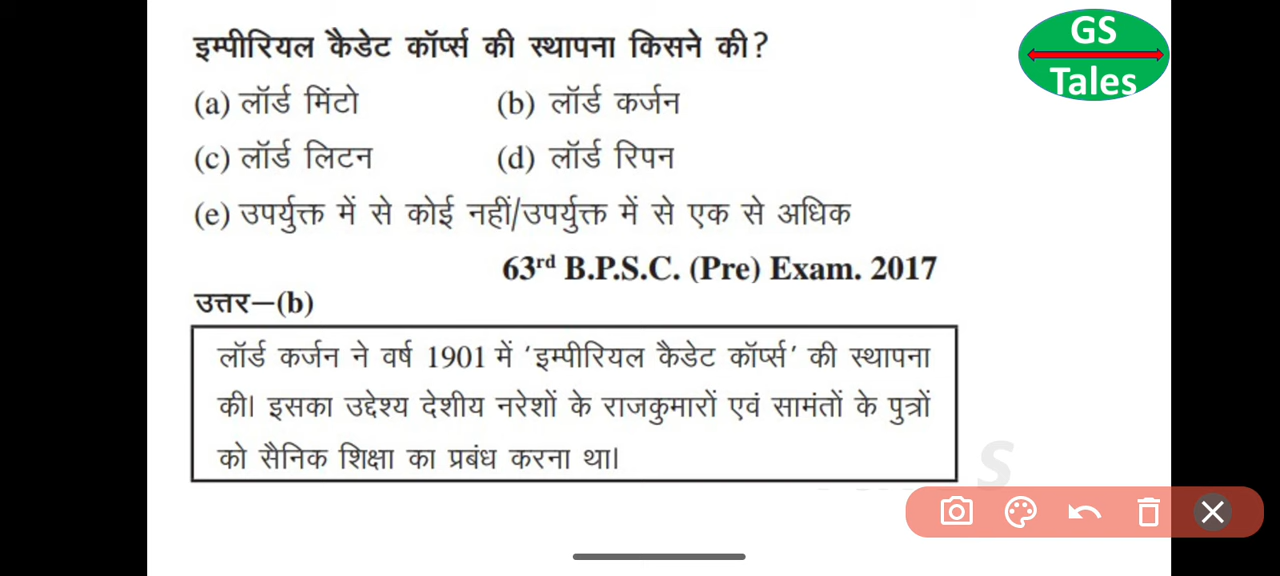 GS
Tales
इम्पीरियल कैडेट कॉर्प्स की स्थापना किसने की?
(a) लॉर्ड मिंटो (b) लॉर्ड कर्जन
(c) लॉर्ड लिटन (d) लॉर्ड रिपन
(e) उपर्युक्त में से कोई नहीं/उपर्युक्त में से एक से अधिक
63rd B.P.S.C. (Pre) Exam. 2017
उत्तर—(b)
लॉर्ड कर्जन ने वर्ष 1901 में ‘इम्पीरियल कैडेट कॉर्प्स’ की स्थापना
की। इसका उद्देश्य देशीय नरेशों के राजकुमारों एवं सामंतों के पुत्रों
को सैनिक शिक्षा का प्रबंध करना था।
S